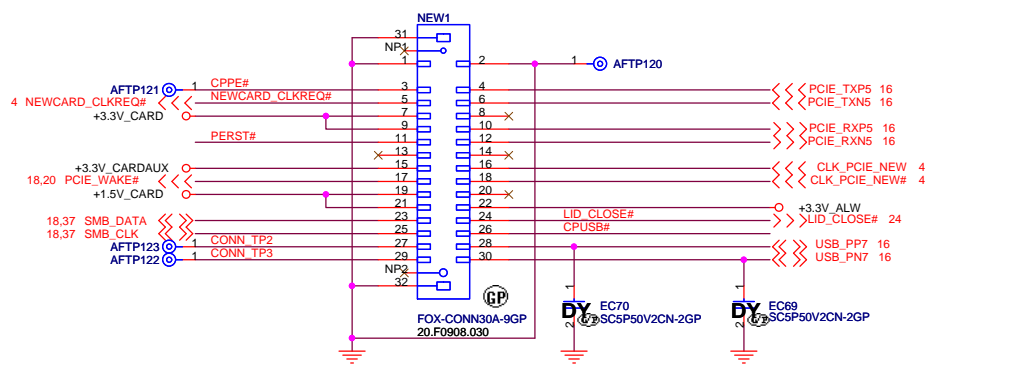 NEW1
31
NP1
1 2 1 AFTP120
AFTP121 1 CPPE# 3 4 PCIE_TXP5 16
4 NEWCARD_CLKREQ# NEWCARD_CLKREQ# 5 6 PCIE_TXN5 16
+3.3V_CARD 7 8
9 10 PCIE_RXP5 16
PERST# 11 12 PCIE_RXN5 16
13 14
+3.3V_CARDAUX 15 16 CLK_PCIE_NEW 4
18,20 PCIE_WAKE# 17 18 CLK_PCIE_NEW# 4
+1.5V_CARD 19 20
21 22 +3.3V_ALW
18,37 SMB_DATA 23 24 LID_CLOSE# LID_CLOSE# 24
18,37 SMB_CLK 25 26 CPUSB#
AFTP123 1 CONN_TP2 27 28 USB_PP7 16
AFTP122 1 CONN_TP3 29 30 USB_PN7 16
NP2
32
GP
FOX-CONN30A-9GP
20.F0908.030
1 2 DY G/P EC70
SC5P50V2CN-2GP
1 2 DY G/P EC69
SC5P50V2CN-2GP